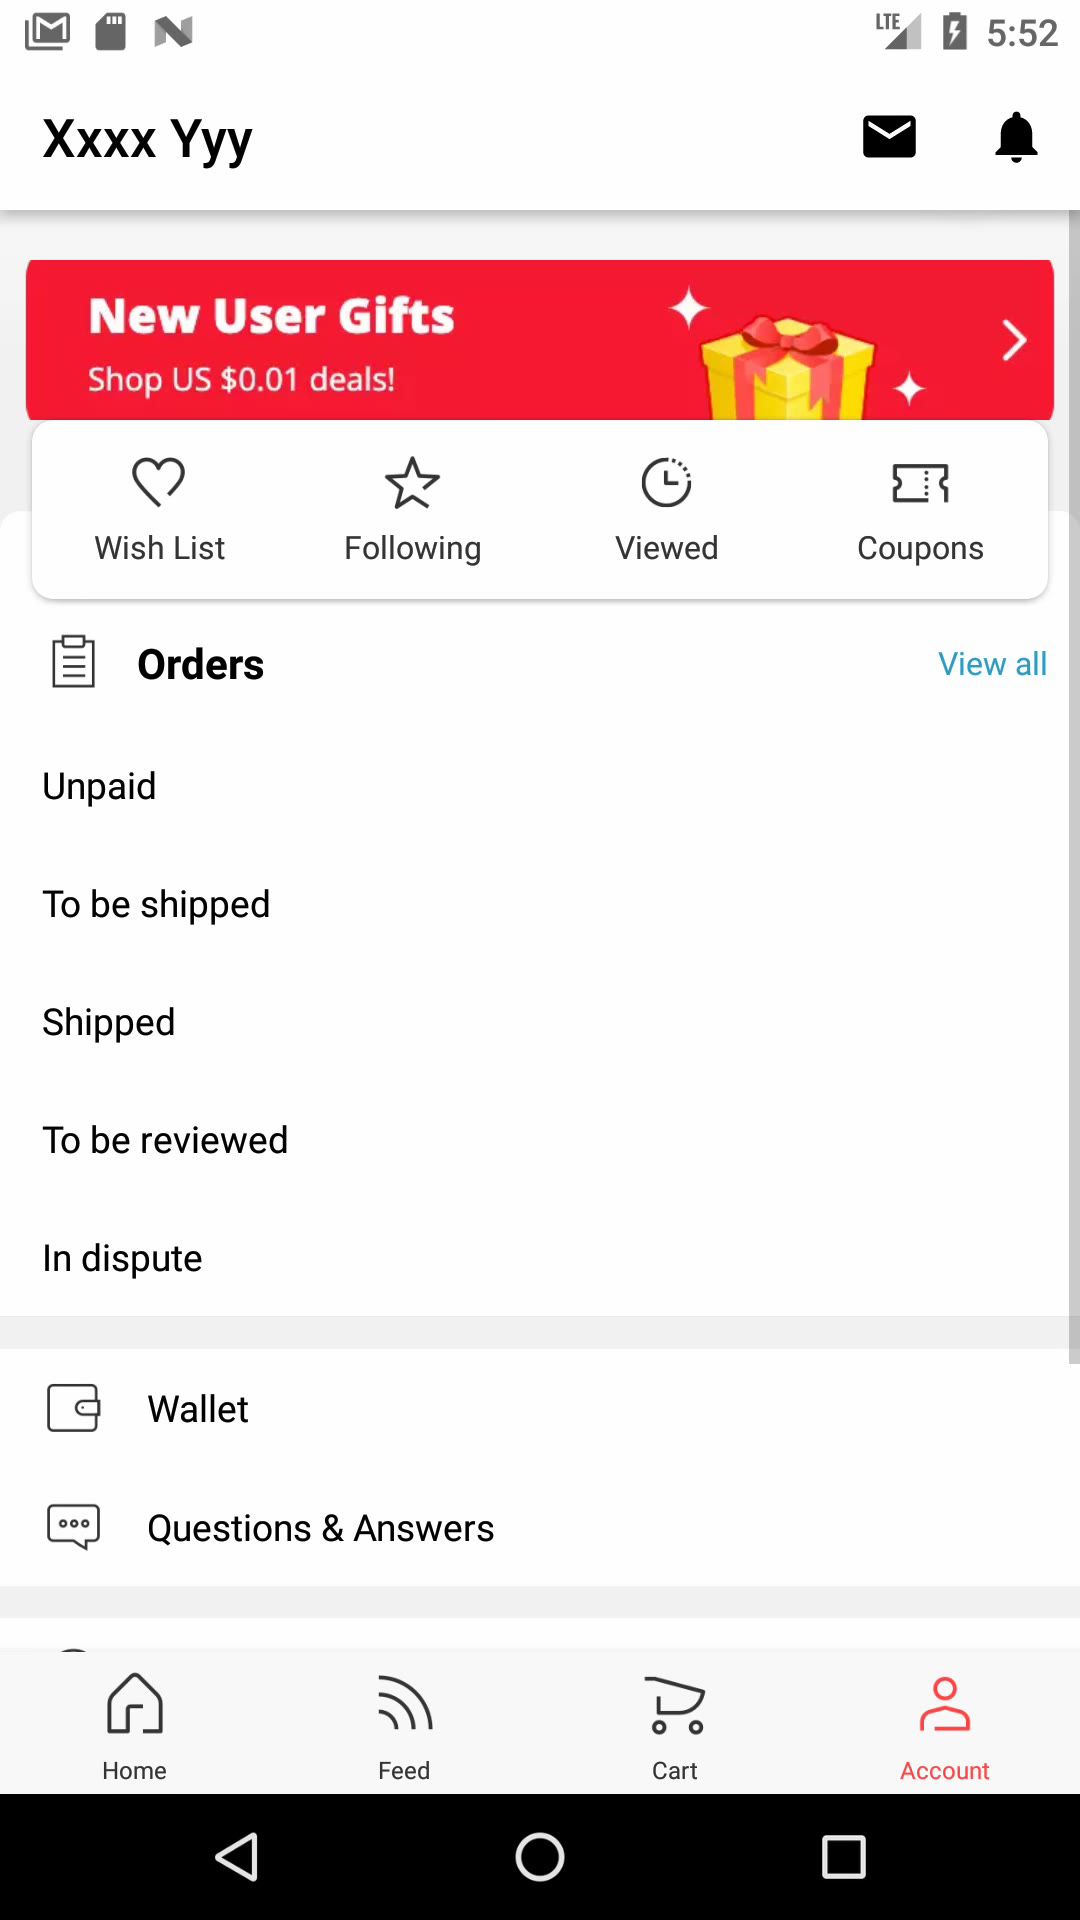 LTE 5:52
Xxxx Yyy
New User Gifts
Shop US $0.01 deals!
Wish List Following Viewed Coupons
Orders View all
Unpaid
To be shipped
Shipped
To be reviewed
In dispute
Wallet
Questions & Answers
Home Feed Cart Account